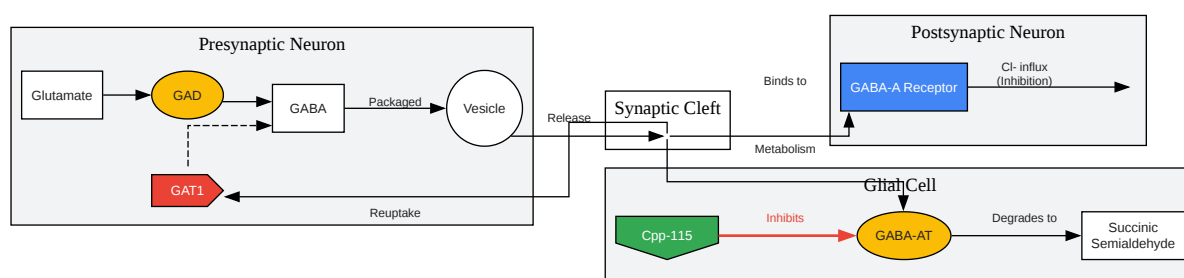 Presynaptic Neuron
Glutamate
GAD
GABA
Packaged
Vesicle
GAT1
Reuptake
Release
Synaptic Cleft
Binds to
Metabolism
Postsynaptic Neuron
GABA-A Receptor
Cl- influx
(Inhibition)
Glial Cell
Cpp-115
Inhibits
GABA-AT
Degrades to
Succinic
Semialdehyde